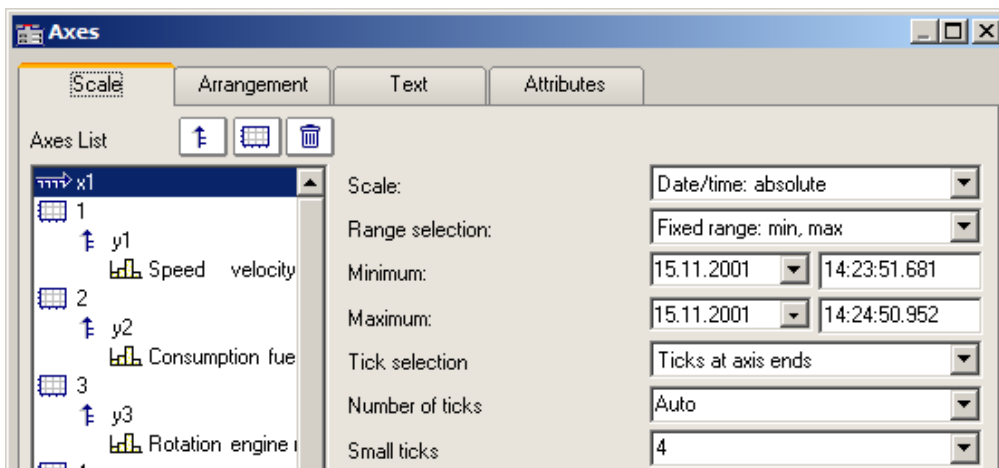 Axes
Scale Arrangement Text Attributes
Axes List
x1
1
y1
Speed velocity
2
y2
Consumption fue
3
y3
Rotation engine
Scale: Date/time: absolute
Range selection: Fixed range: min, max
Minimum: 15.11.2001 14:23:51.681
Maximum: 15.11.2001 14:24:50.952
Tick selection Ticks at axis ends
Number of ticks Auto
Small ticks 4